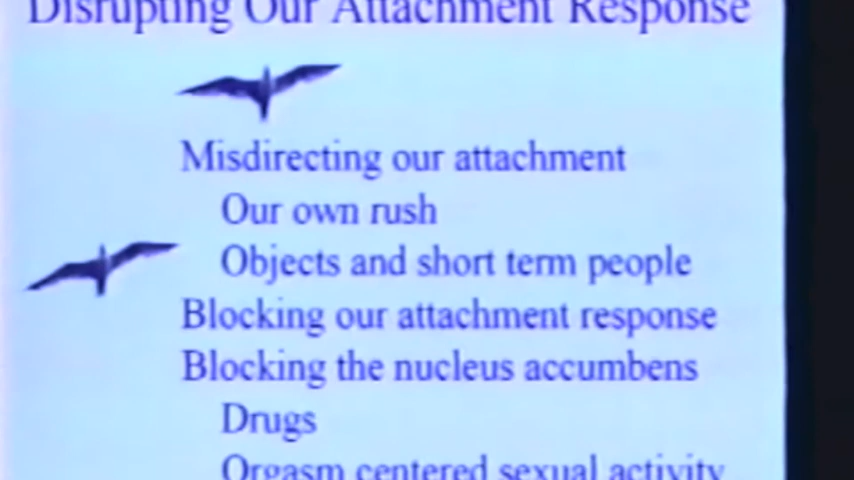 Disrupting Our Attachment Response
Misdirecting our attachment
Our own rush
Objects and short term people
Blocking our attachment response
Blocking the nucleus accumbens
Drugs
Orgasm centered sexual activity